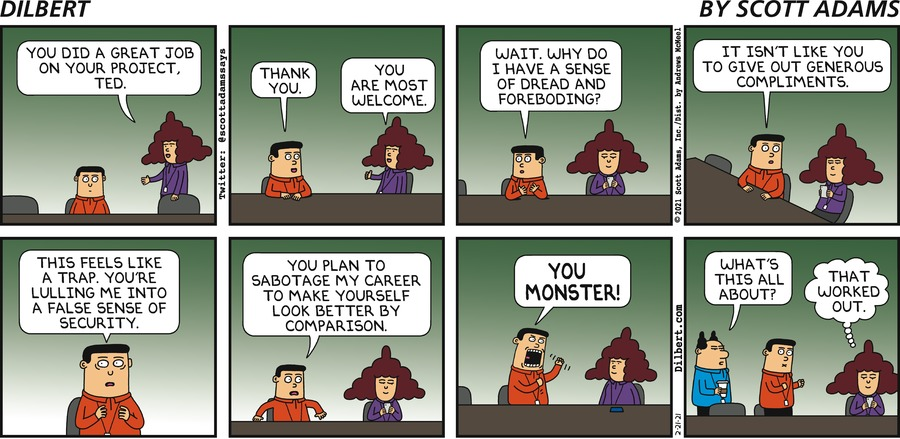 DILBERT
BY SCOTT ADAMS
YOU DID A GREAT JOB
ON YOUR PROJECT,
TED.
Twitter: @scottadamssays
THANK
YOU.
YOU
ARE MOST
WELCOME.
WAIT. WHY DO
I HAVE A SENSE
OF DREAD AND
FOREBODING?
© 2021 Scott Adams, Inc./Dist. by Andrews McMeel
IT ISN'T LIKE YOU
TO GIVE OUT GENEROUS
COMPLIMENTS.
THIS FEELS LIKE
A TRAP. YOU'RE
LULLING ME INTO
A FALSE SENSE OF
SECURITY.
YOU PLAN TO
SABOTAGE MY CAREER
TO MAKE YOURSELF
LOOK BETTER BY
COMPARISON.
YOU
MONSTER!
Dilbert.com
2-21-21
WHAT'S
THIS ALL
ABOUT?
THAT
WORKED
OUT.